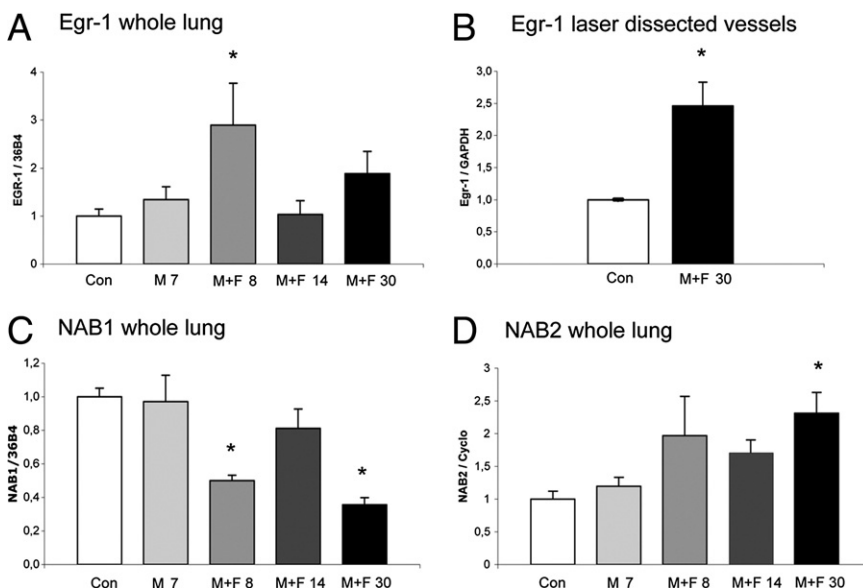 A Egr-1 whole lung
*
EGR-1 / 36B4
4
3
2
1
0
Con M 7 M+F 8 M+F 14 M+F 30
B Egr-1 laser dissected vessels
*
Egr-1 / GAPDH
3,0
2,5
2,0
1,5
1,0
0,5
0,0
Con M+F 30
C NAB1 whole lung
NAB1/36B4
1,2
1,0
0,8
0,6
0,4
0,2
0,0
*
*
Con M 7 M+F 8 M+F 14 M+F 30
D NAB2 whole lung
*
NAB2 / Cyclo
3
2,5
2
1,5
1
0,5
0
Con M 7 M+F 8 M+F 14 M+F 30